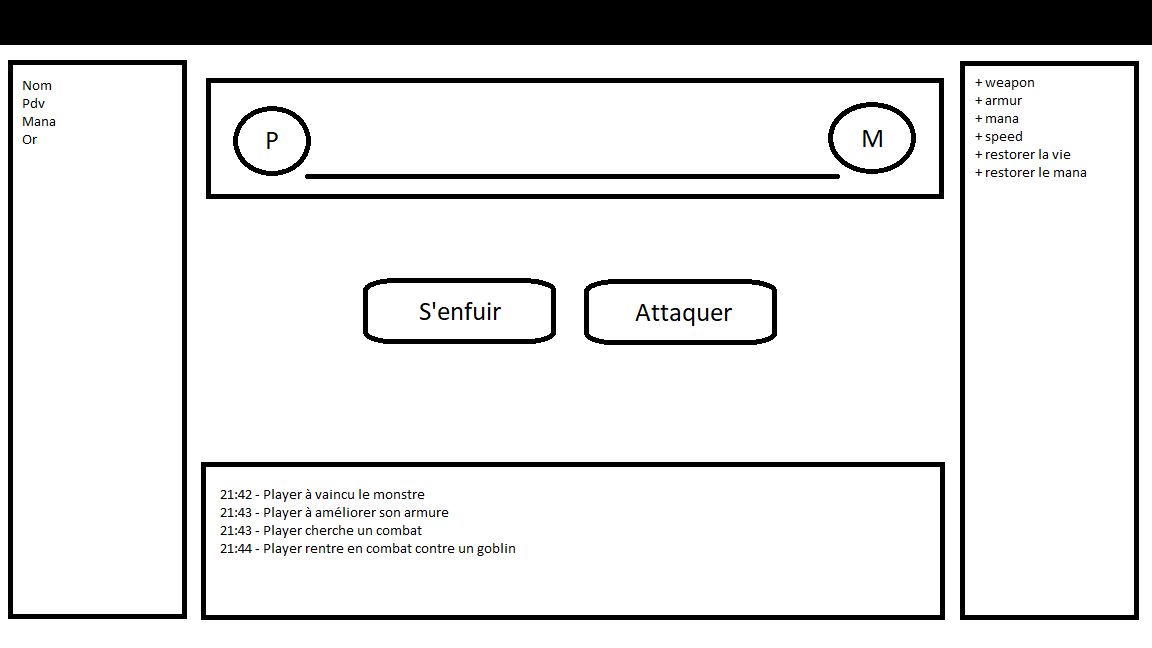 Nom
Pdv
Mana
Or
P
M
S'enfuir
Attaquer
21:42 - Player à vaincu le monstre
21:43 - Player à améliorer son armure
21:43 - Player cherche un combat
21:44 - Player rentre en combat contre un goblin
+ weapon
+ armur
+ mana
+ speed
+ restorer la vie
+ restorer le mana